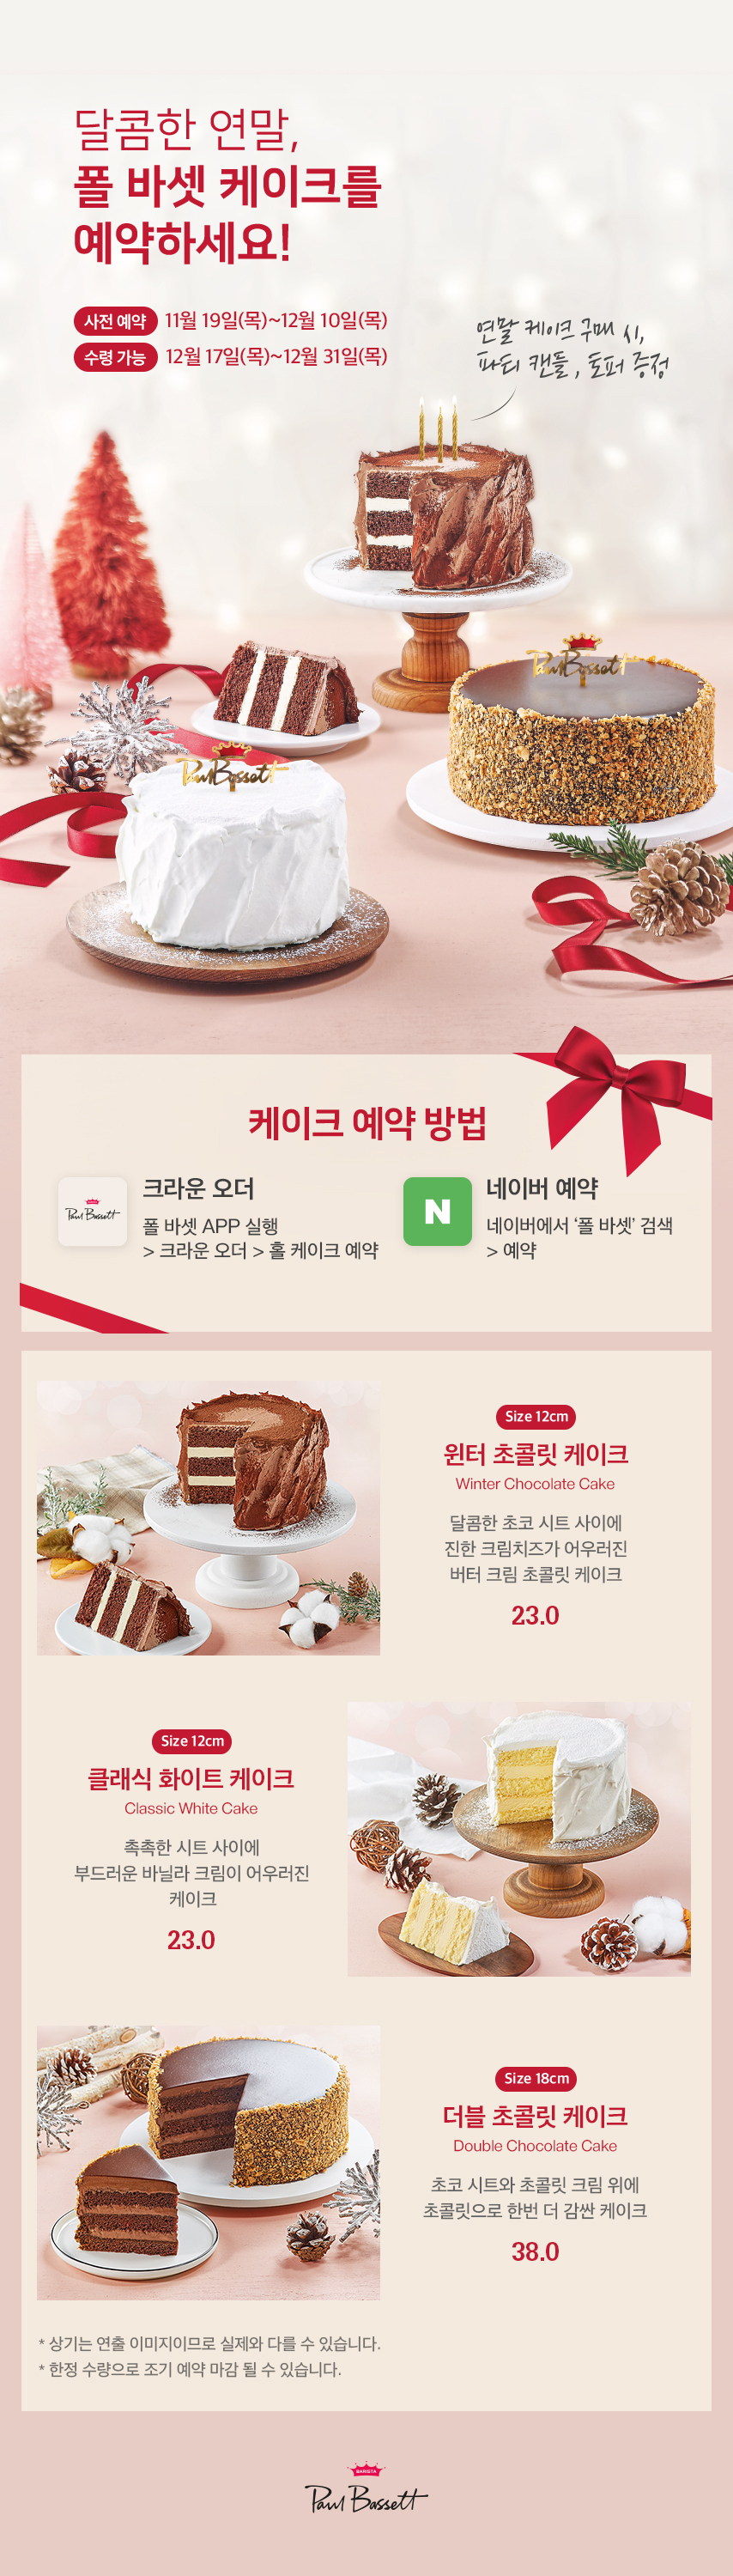 달콤한 연말,
폴 바셋 케이크를
예약하세요!
사전 예약 11월 19일(목)~12월 10일(목)
수령 가능 12월 17일(목)~12월 31일(목)
연말 케이크 구매 시,
파티 캔들, 토퍼 증정
Paul Bassett
Paul Bassett
케이크 예약 방법
Paul Bassett
크라운 오더
폴 바셋 APP 실행
> 크라운 오더 > 홀 케이크 예약
N
네이버 예약
네이버에서 ‘폴 바셋’ 검색
> 예약
Size 12cm
윈터 초콜릿 케이크
Winter Chocolate Cake
달콤한 초코 시트 사이에
진한 크림치즈가 어우러진
버터 크림 초콜릿 케이크
23.0
Size 12cm
클래식 화이트 케이크
Classic White Cake
촉촉한 시트 사이에
부드러운 바닐라 크림이 어우러진
케이크
23.0
Size 18cm
더블 초콜릿 케이크
Double Chocolate Cake
초코 시트와 초콜릿 크림 위에
초콜릿으로 한번 더 감싼 케이크
38.0
* 상기는 연출 이미지이므로 실제와 다를 수 있습니다.
* 한정 수량으로 조기 예약 마감 될 수 있습니다.
BARISTA
Paul Bassett